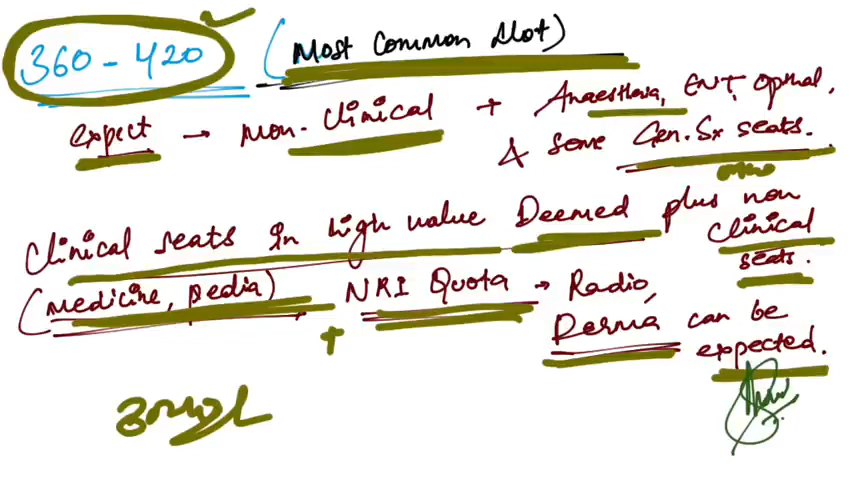 360 - 420 (Most Common Slot)
expect → Non-Clinical + Anaesthesia, ENT, Opthal,
& some Gen. Sx seats.
Clinical seats in high value Deemed plus non
clinical
seats.
(medicine, pedia) + NRI Quota → Radio,
Derma can be
expected.